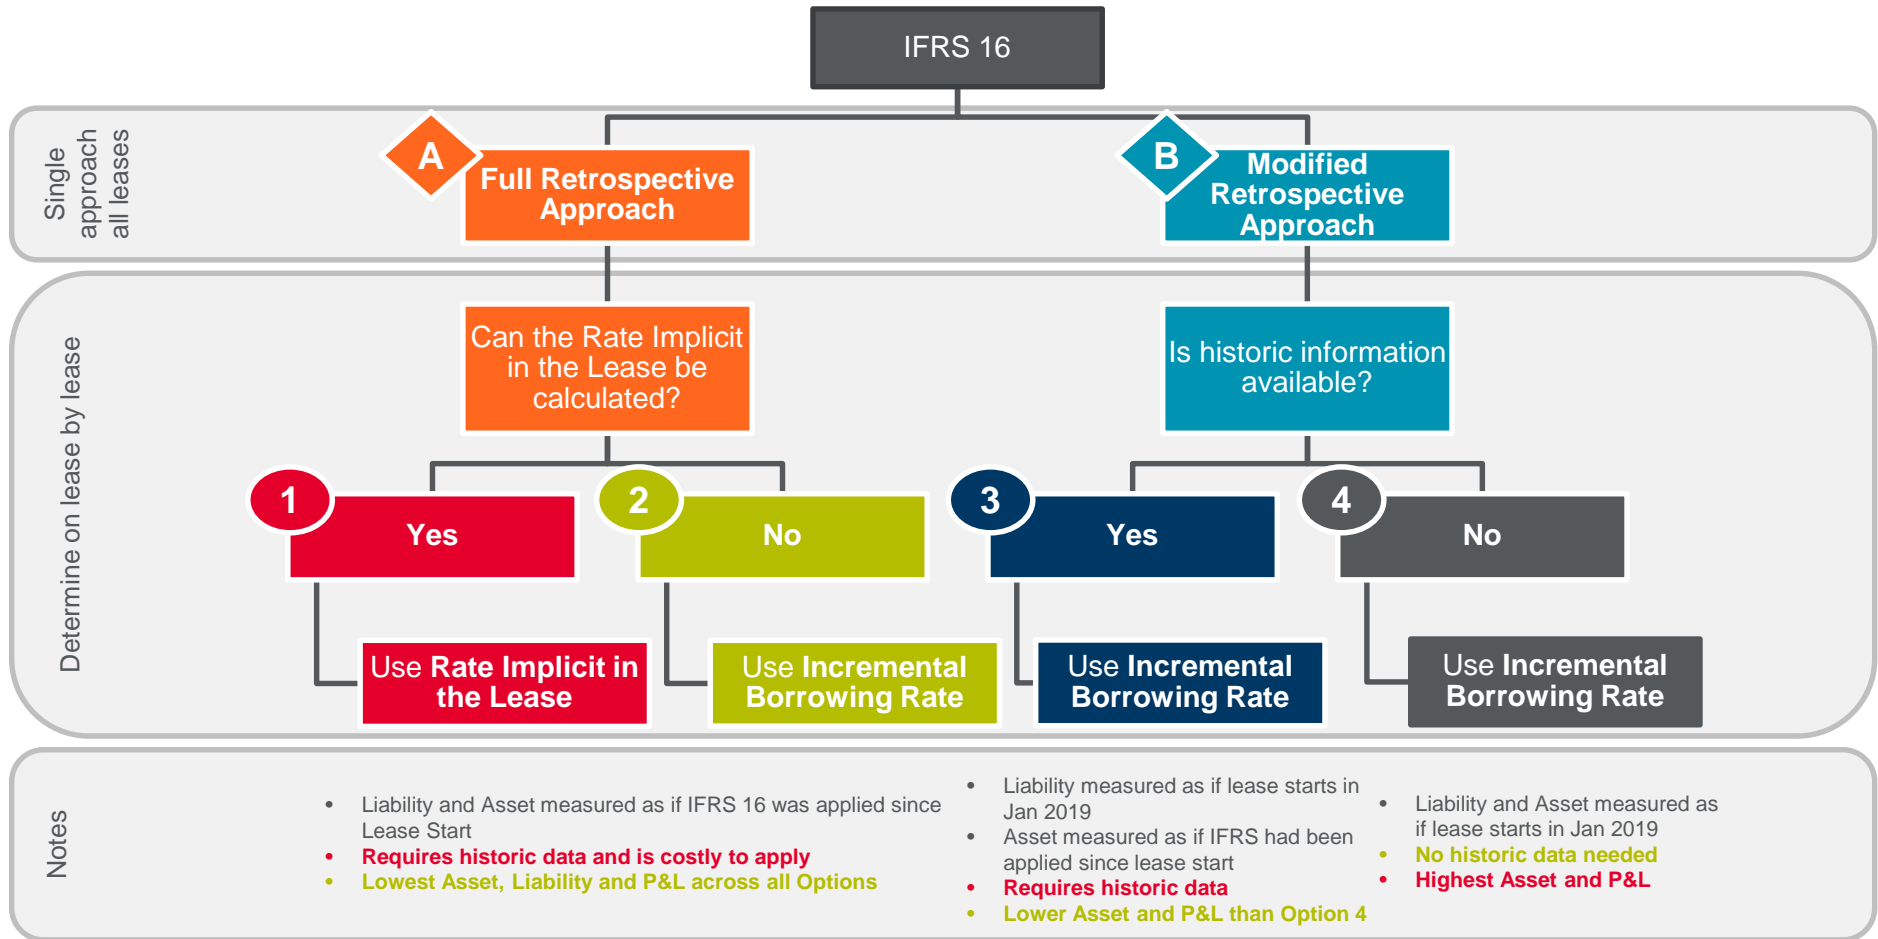 IFRS 16
Single
approach
all leases
A
Full Retrospective
Approach
B
Modified
Retrospective
Approach
Determine on lease by lease
Can the Rate Implicit
in the Lease be
calculated?
Is historic information
available?
1
Yes
2
No
3
Yes
4
No
Use Rate Implicit in
the Lease
Use Incremental
Borrowing Rate
Use Incremental
Borrowing Rate
Use Incremental
Borrowing Rate
Notes
• Liability and Asset measured as if IFRS 16 was applied since
Lease Start
• Requires historic data and is costly to apply
• Lowest Asset, Liability and P&L across all Options
• Liability measured as if lease starts in
Jan 2019
• Asset measured as if IFRS had been
applied since lease start
• Requires historic data
• Lower Asset and P&L than Option 4
• Liability and Asset measured as
if lease starts in Jan 2019
• No historic data needed
• Highest Asset and P&L